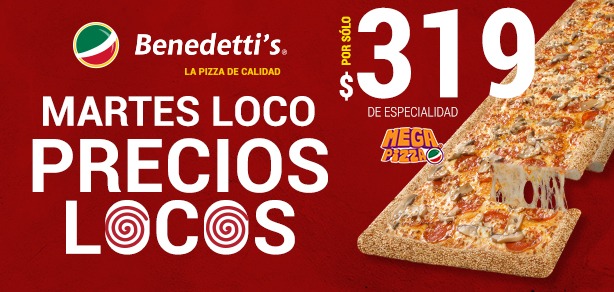 Benedetti's®
LA PIZZA DE CALIDAD
MARTES LOCO
PRECIOS
LOCOS
POR SÓLO
$319
DE ESPECIALIDAD
MEGA
PIZZA